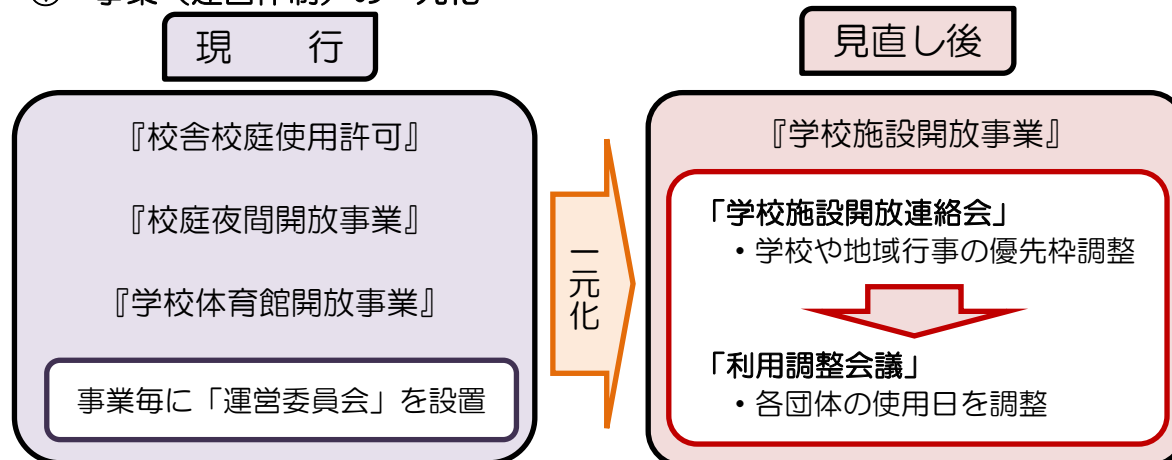 現　行
『校舎校庭使用許可』
『校庭夜間開放事業』
『学校体育館開放事業』
事業毎に「運営委員会」を設置
一元化
見直し後
『学校施設開放事業』
「学校施設開放連絡会」
・学校や地域行事の優先枠調整
「利用調整会議」
・各団体の使用日を調整